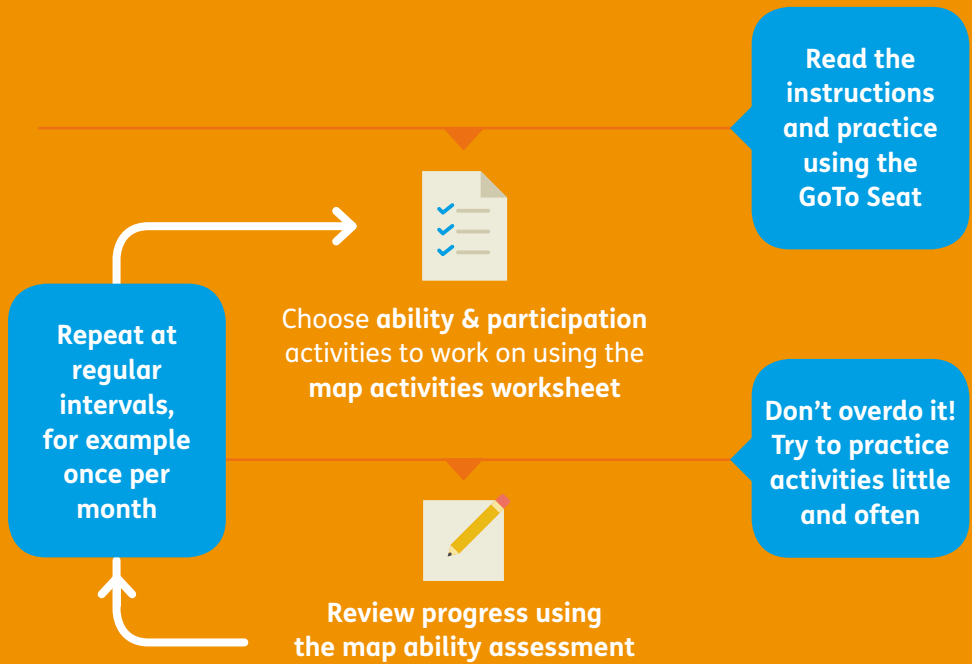 Read the
instructions
and practice
using the
GoTo Seat
Choose ability & participation
activities to work on using the
map activities worksheet
Repeat at
regular
intervals,
for example
once per
month
Don’t overdo it!
Try to practice
activities little
and often
Review progress using
the map ability assessment